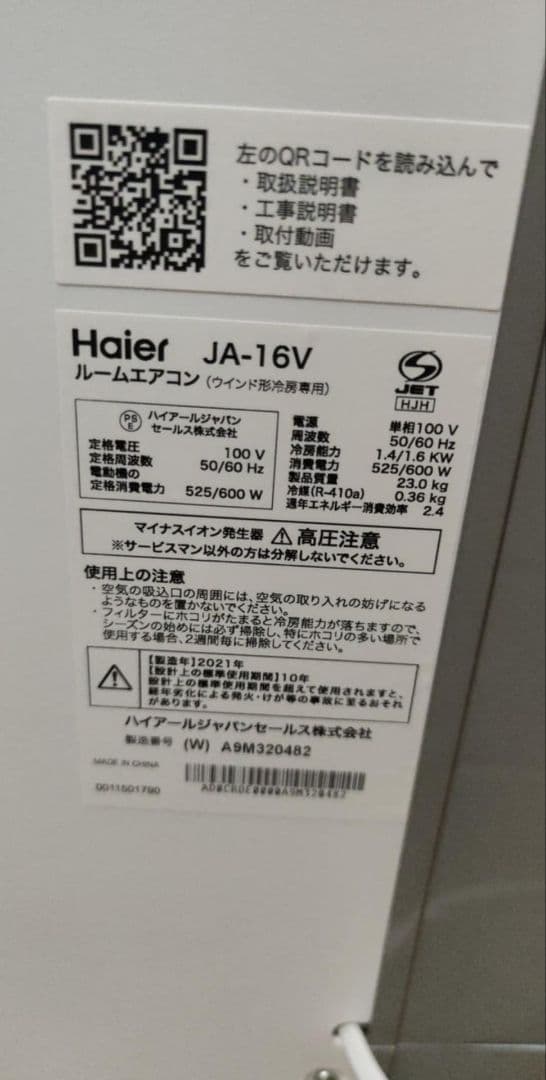 左のQRコードを読み込んで
・取扱説明書
・工事説明書
・取付動画
をご覧いただけます。
Haier JA-16V
ルームエアコン（ウインド形冷房専用）
JET
HJH
PS
E
ハイアールジャパン
セールス株式会社
定格電圧 100 V
定格周波数 50/60 Hz
電動機の
定格消費電力 525/600 W
電源 単相100 V
周波数 50/60 Hz
冷房能力 1.4/1.6 KW
消費電力 525/600 W
製品質量 23.0 kg
冷媒(R-410a) 0.36 kg
通年エネルギー消費効率 2.4
マイナスイオン発生器 ⚠ 高圧注意
※サービスマン以外の方は分解しないでください。
使用上の注意
・空気の吸込口の周囲には、空気の取り入れの妨げになる
ようなものを置かないでください。
・フィルターにホコリがたまると冷房能力が落ちますので、
シーズンの始めには必ず掃除し、特にホコリの多い場所で
使用する場合、2週間毎に掃除してください。
【製造年】2021年
【設計上の標準使用期間】10年
設計上の標準使用期間を超えて使用されますと、
経年劣化による発火・けが等の事故に至るおそれ
があります。
ハイアールジャパンセールス株式会社
製造番号 (W) A9M320482
MADE IN CHINA
0011501790
AD0CBDE0000A9M320482